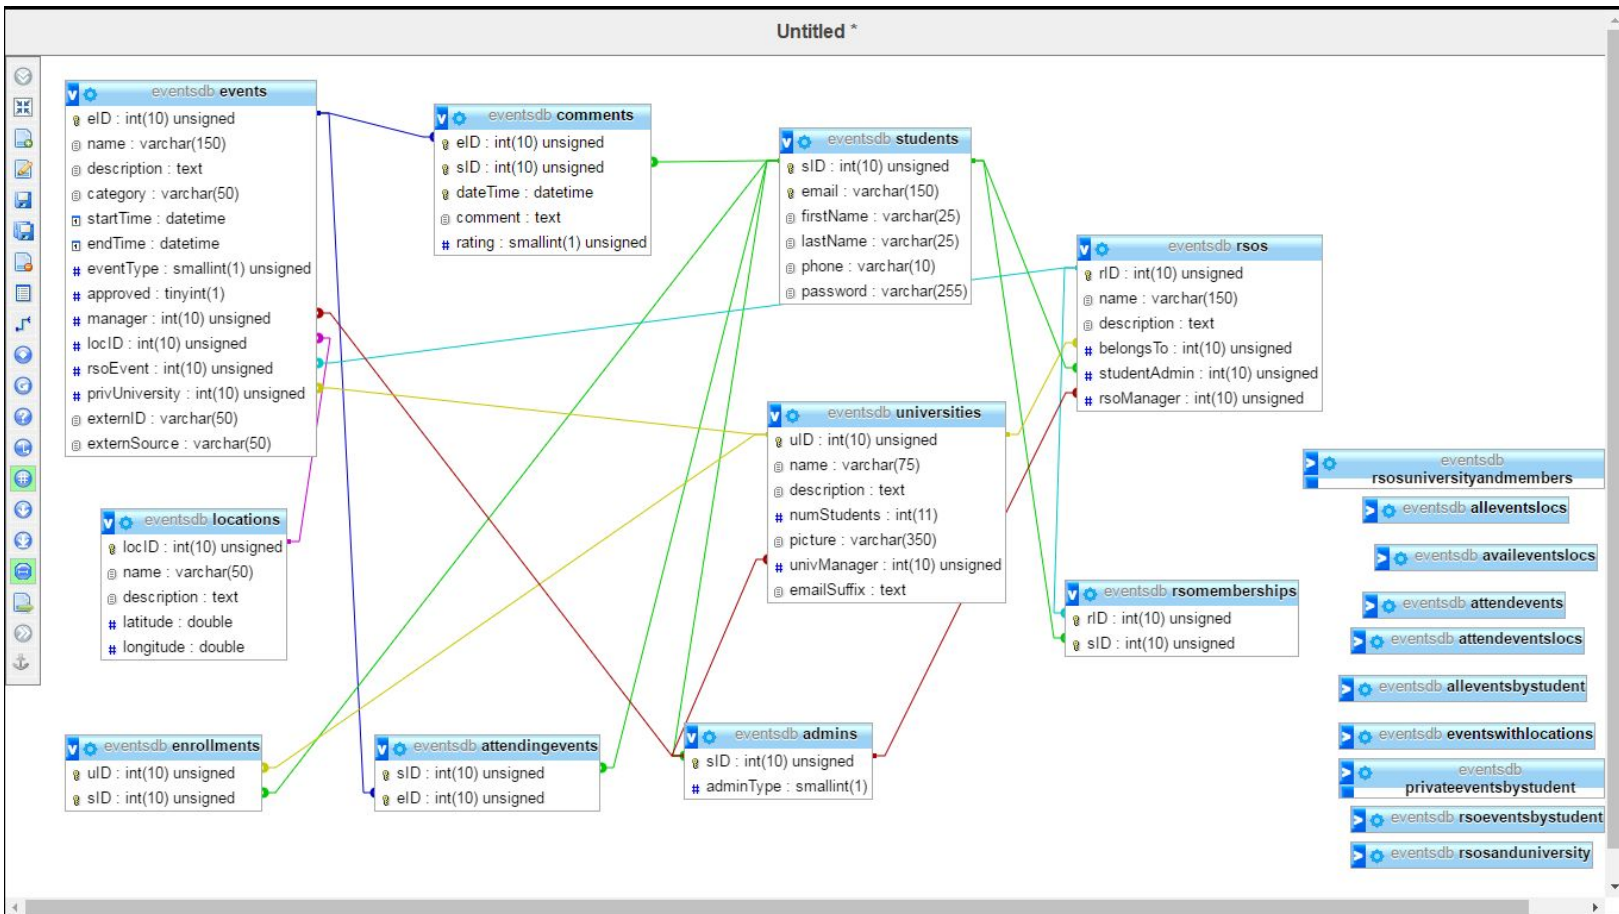 Untitled *
eventsdb events
eID : int(10) unsigned
name : varchar(150)
description : text
category : varchar(50)
startTime : datetime
endTime : datetime
eventType : smallint(1) unsigned
approved : tinyint(1)
manager : int(10) unsigned
locID : int(10) unsigned
rsoEvent : int(10) unsigned
privUniversity : int(10) unsigned
externID : varchar(50)
externSource : varchar(50)
eventsdb comments
eID : int(10) unsigned
sID : int(10) unsigned
dateTime : datetime
comment : text
rating : smallint(1) unsigned
eventsdb students
sID : int(10) unsigned
email : varchar(150)
firstName : varchar(25)
lastName : varchar(25)
phone : varchar(10)
password : varchar(255)
eventsdb rsos
rID : int(10) unsigned
name : varchar(150)
description : text
belongsTo : int(10) unsigned
studentAdmin : int(10) unsigned
rsoManager : int(10) unsigned
eventsdb universities
uID : int(10) unsigned
name : varchar(75)
description : text
numStudents : int(11)
picture : varchar(350)
univManager : int(10) unsigned
emailSuffix : text
eventsdb locations
locID : int(10) unsigned
name : varchar(50)
description : text
latitude : double
longitude : double
eventsdb rsomemberships
rID : int(10) unsigned
sID : int(10) unsigned
eventsdb enrollments
uID : int(10) unsigned
sID : int(10) unsigned
eventsdb attendingevents
sID : int(10) unsigned
eID : int(10) unsigned
eventsdb admins
sID : int(10) unsigned
adminType : smallint(1)
eventsdb
rsosuniversityandmembers
eventsdb alleventslocs
eventsdb availeventslocs
eventsdb attendevents
eventsdb attendeventslocs
eventsdb alleventsbystudent
eventsdb eventswithlocations
eventsdb
privateeventsbystudent
eventsdb rsoeventsbystudent
eventsdb rsosanduniversity